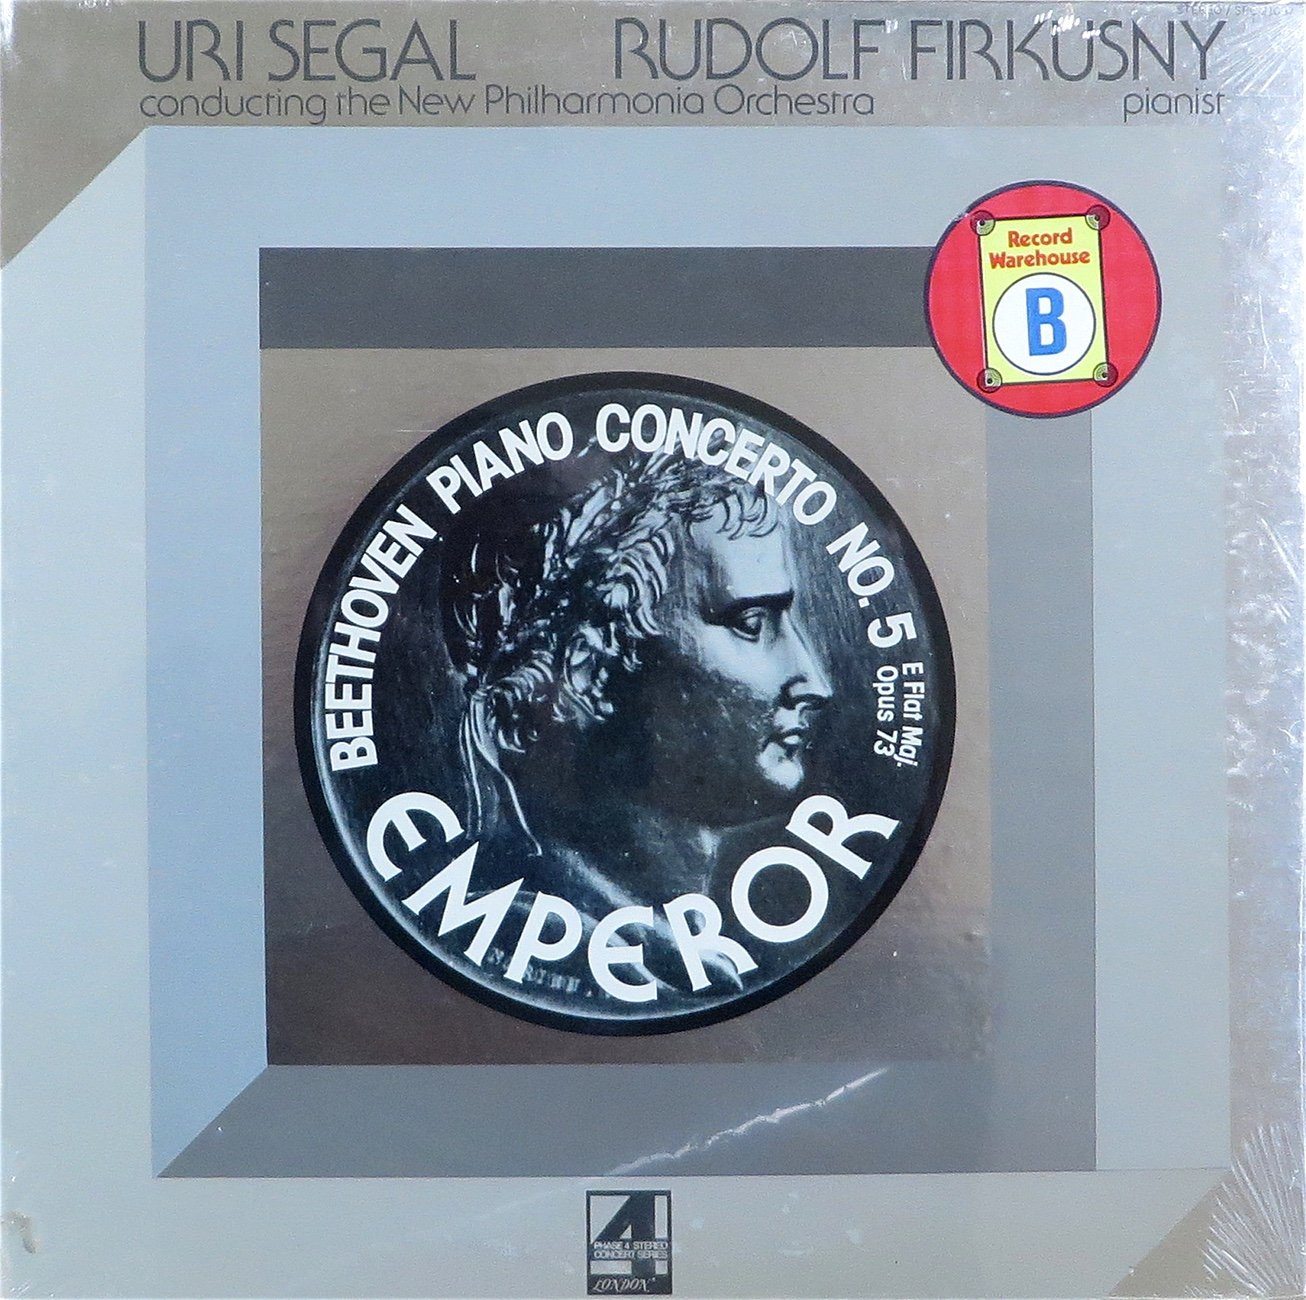 URI SEGAL
conducting the New Philharmonia Orchestra
RUDOLF FIRKUSNY
pianist
Record
Warehouse
B
BEETHOVEN PIANO CONCERTO NO. 5
E Flat Maj.
Opus 73
EMPEROR
4
PHASE 4 STEREO
CONCERT SERIES
LONDON